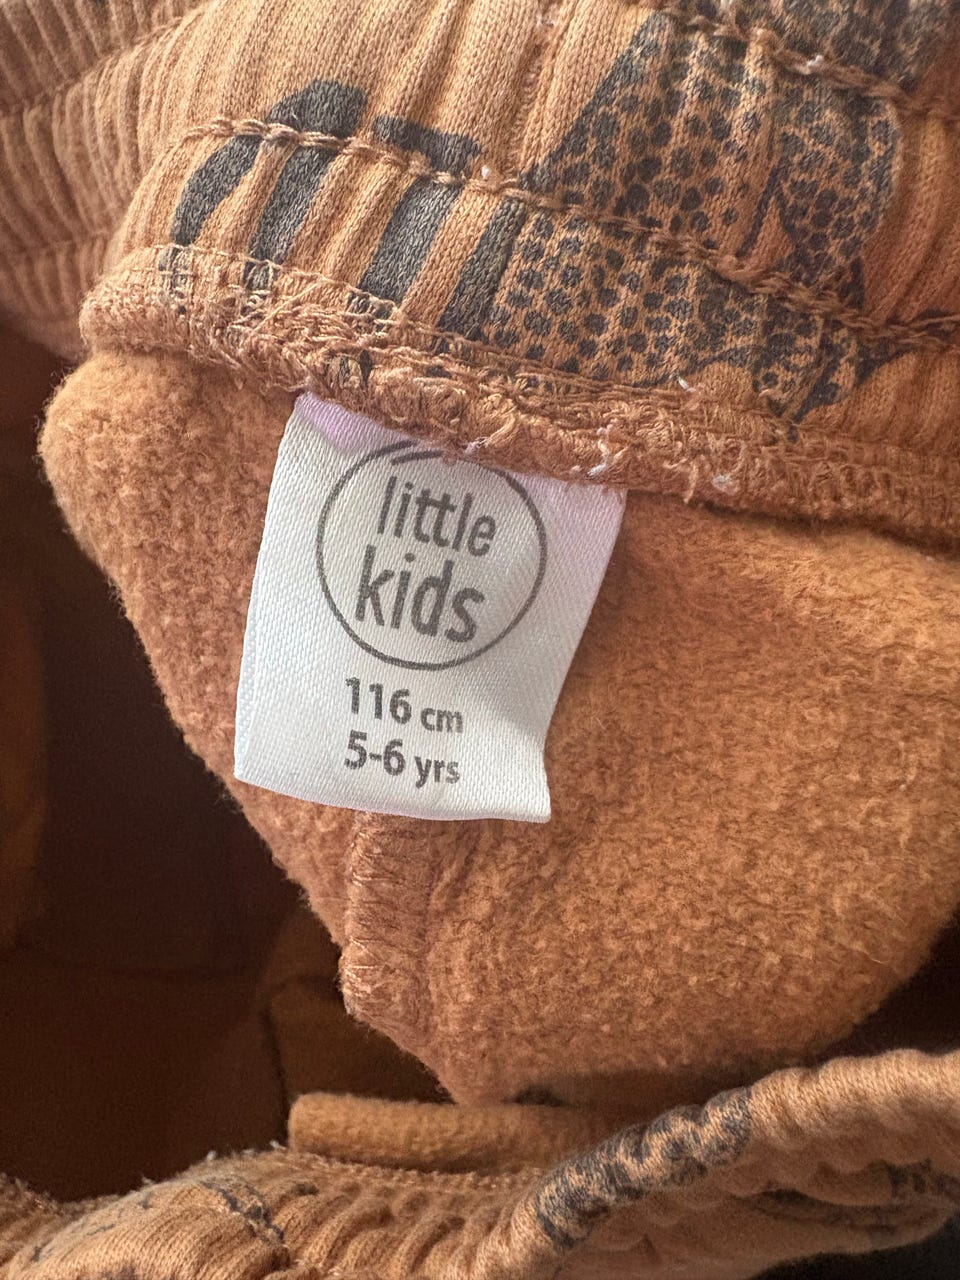 little
kids
116 cm
5-6 yrs